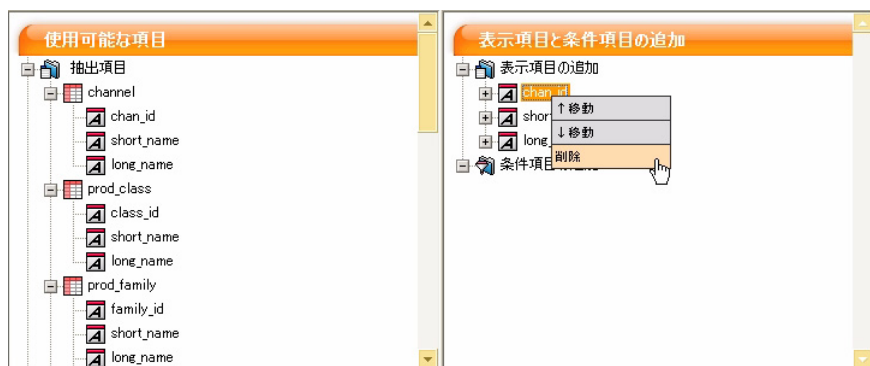 使用可能な項目
抽出項目
channel
chan_id
short_name
long_name
prod_class
class_id
short_name
long_name
prod_family
family_id
short_name
long_name
表示項目と条件項目の追加
表示項目の追加
chan_id
↑移動
shor
↓移動
long_
削除
条件項目